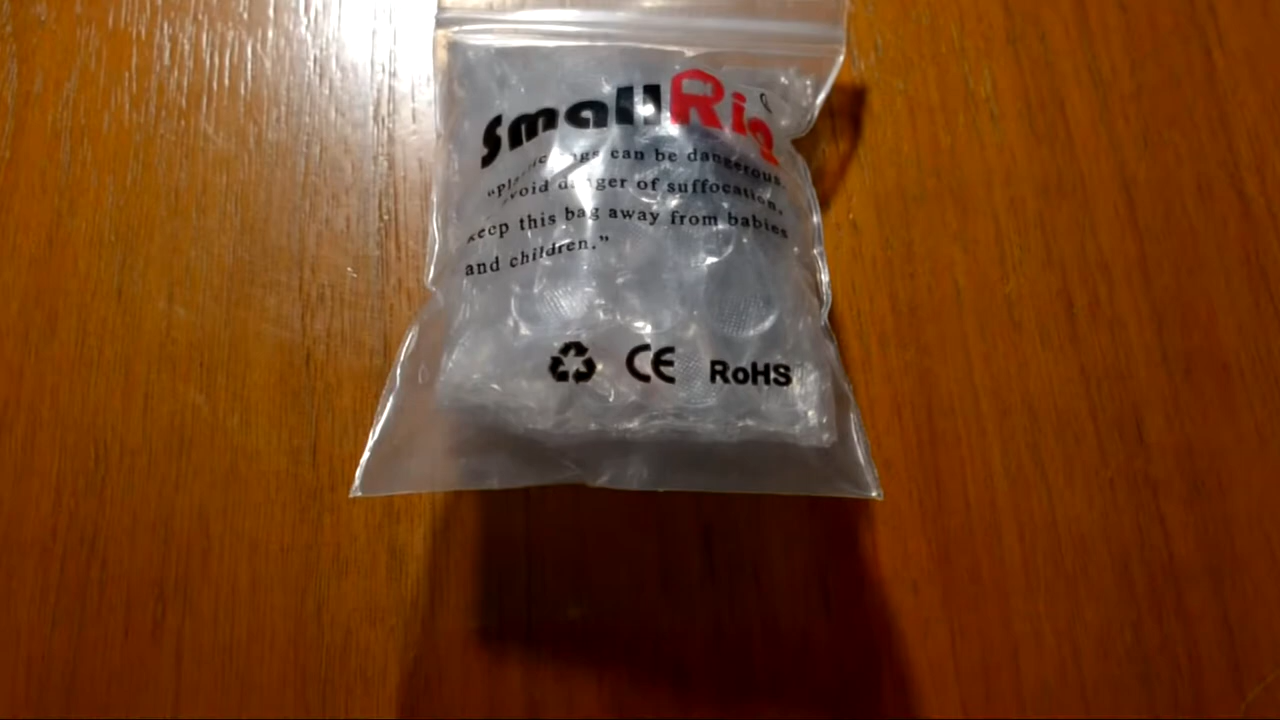 SmallRig
"Plastic bags can be dangerous.
avoid danger of suffocation.
keep this bag away from babies
and children."
CE RoHS